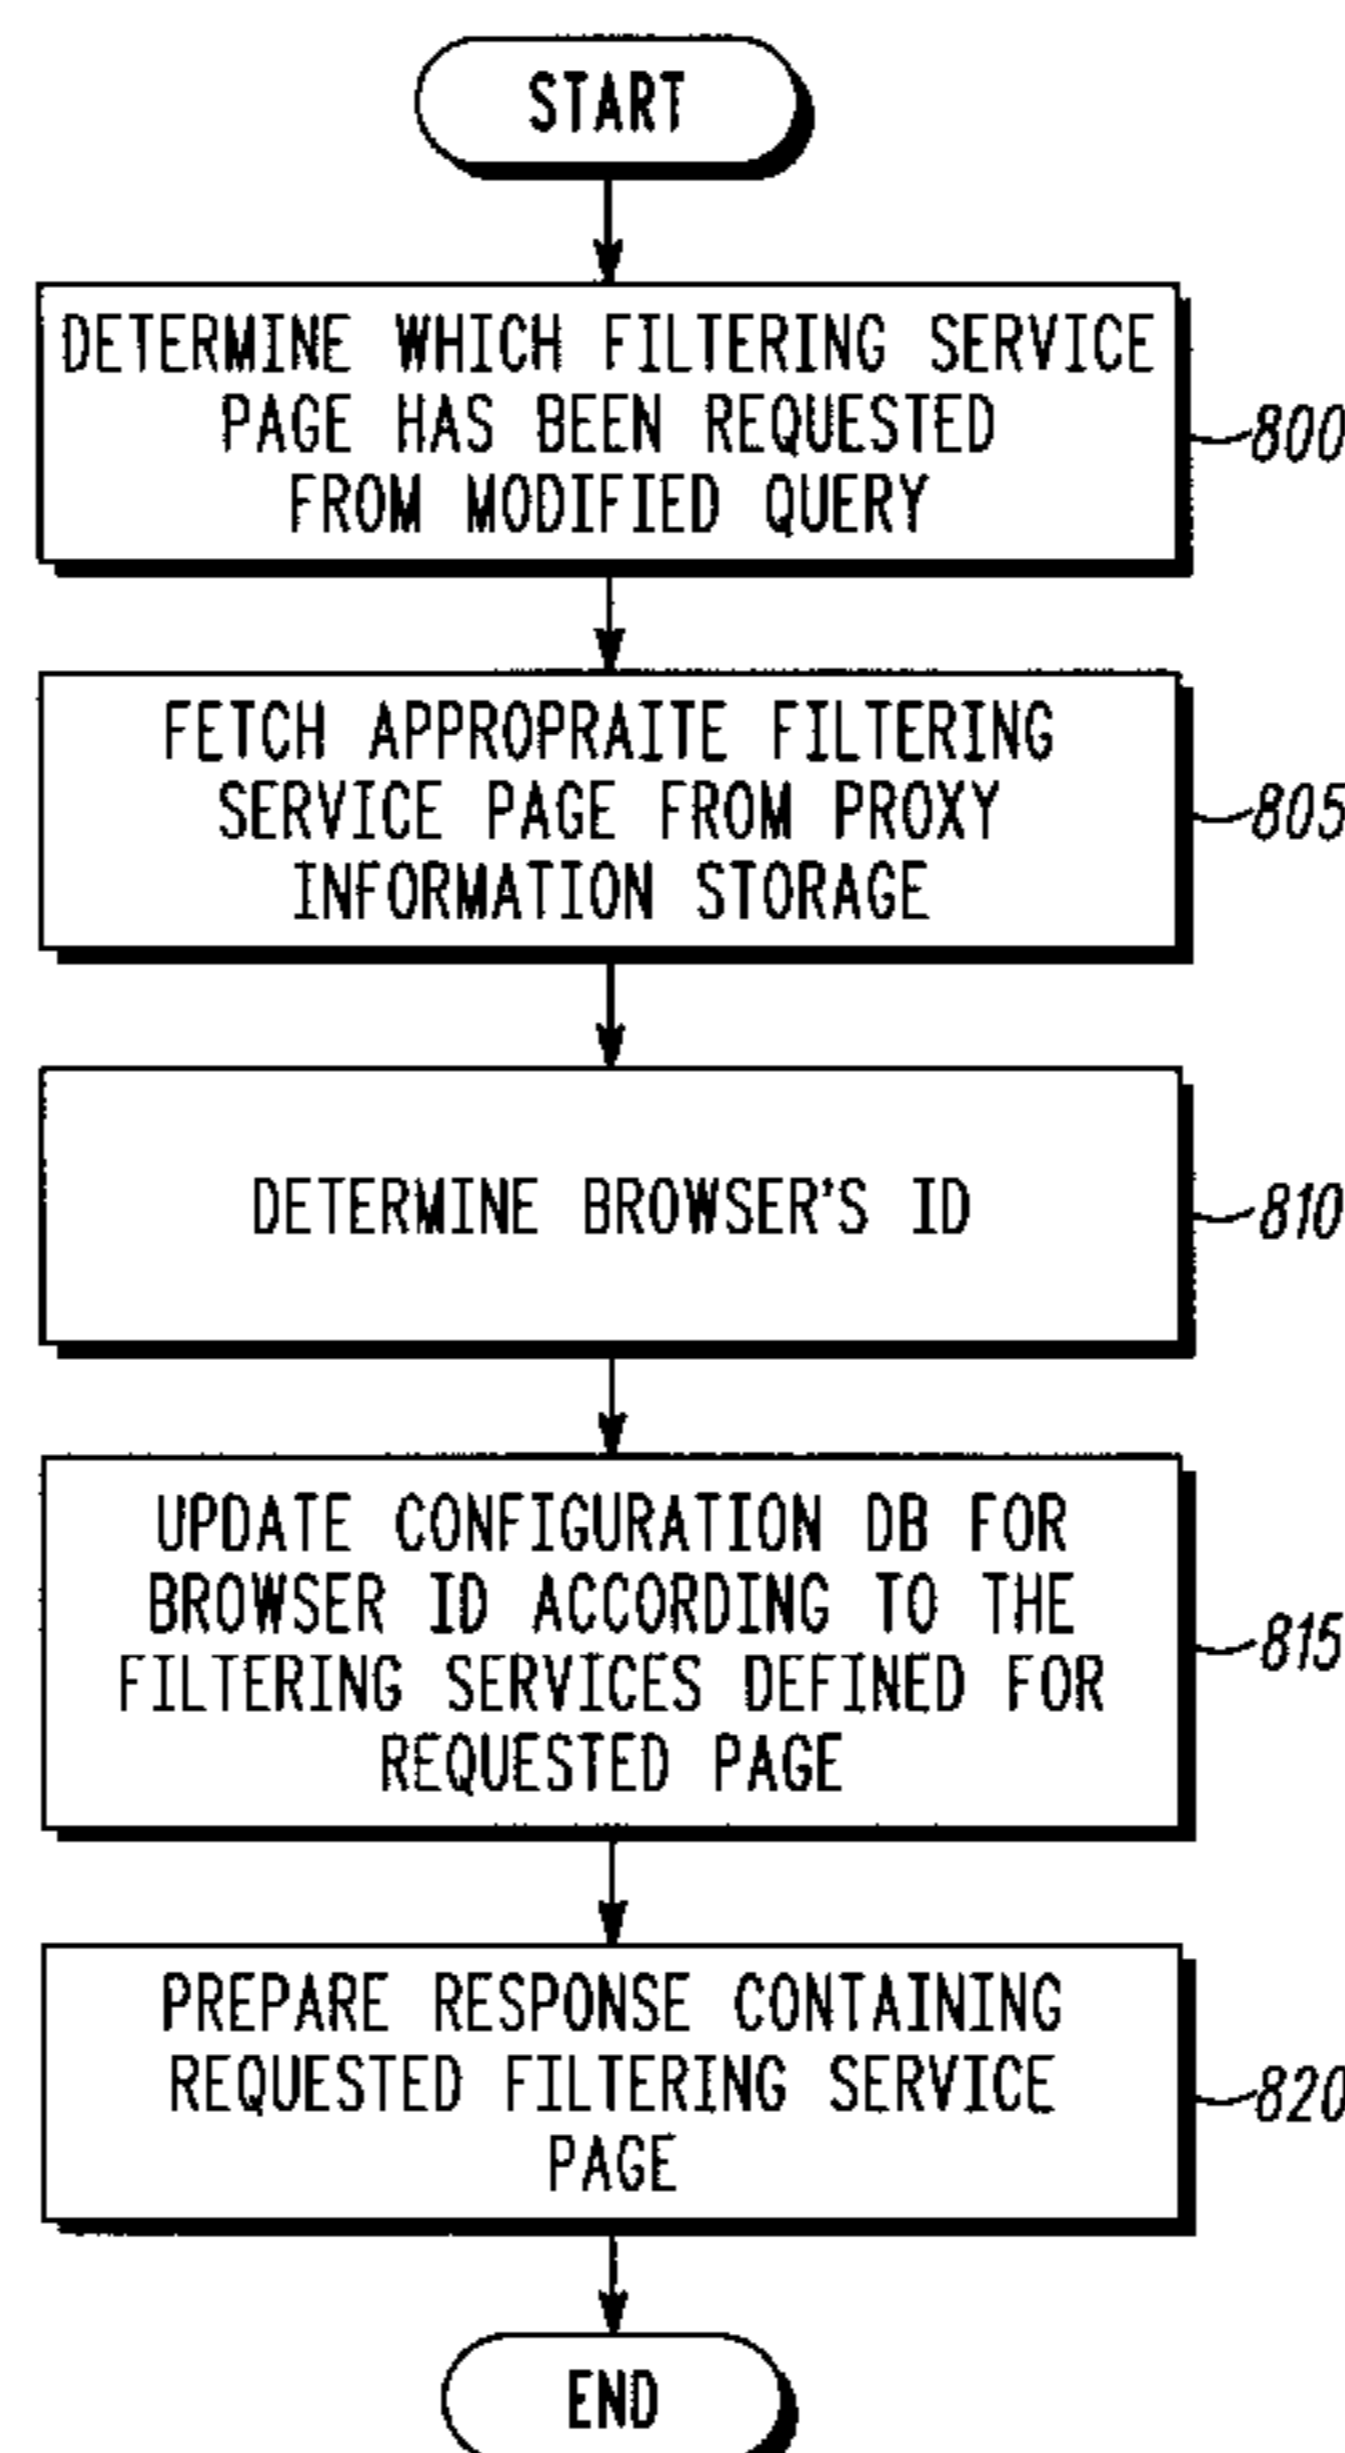 START
DETERMINE WHICH FILTERING SERVICE
PAGE HAS BEEN REQUESTED
FROM MODIFIED QUERY
800
FETCH APPROPRAITE FILTERING
SERVICE PAGE FROM PROXY
INFORMATION STORAGE
805
DETERMINE BROWSER'S ID
810
UPDATE CONFIGURATION DB FOR
BROWSER ID ACCORDING TO THE
FILTERING SERVICES DEFINED FOR
REQUESTED PAGE
815
PREPARE RESPONSE CONTAINING
REQUESTED FILTERING SERVICE
PAGE
820
END